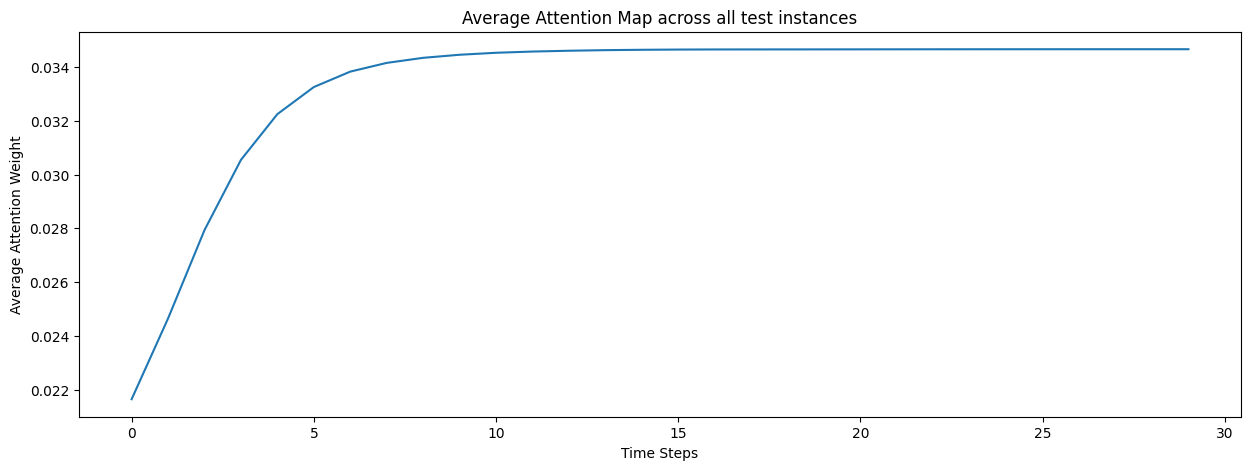 Average Attention Map across all test instances
Average Attention Weight
0.034
0.032
0.030
0.028
0.026
0.024
0.022
0 5 10 15 20 25 30
Time Steps